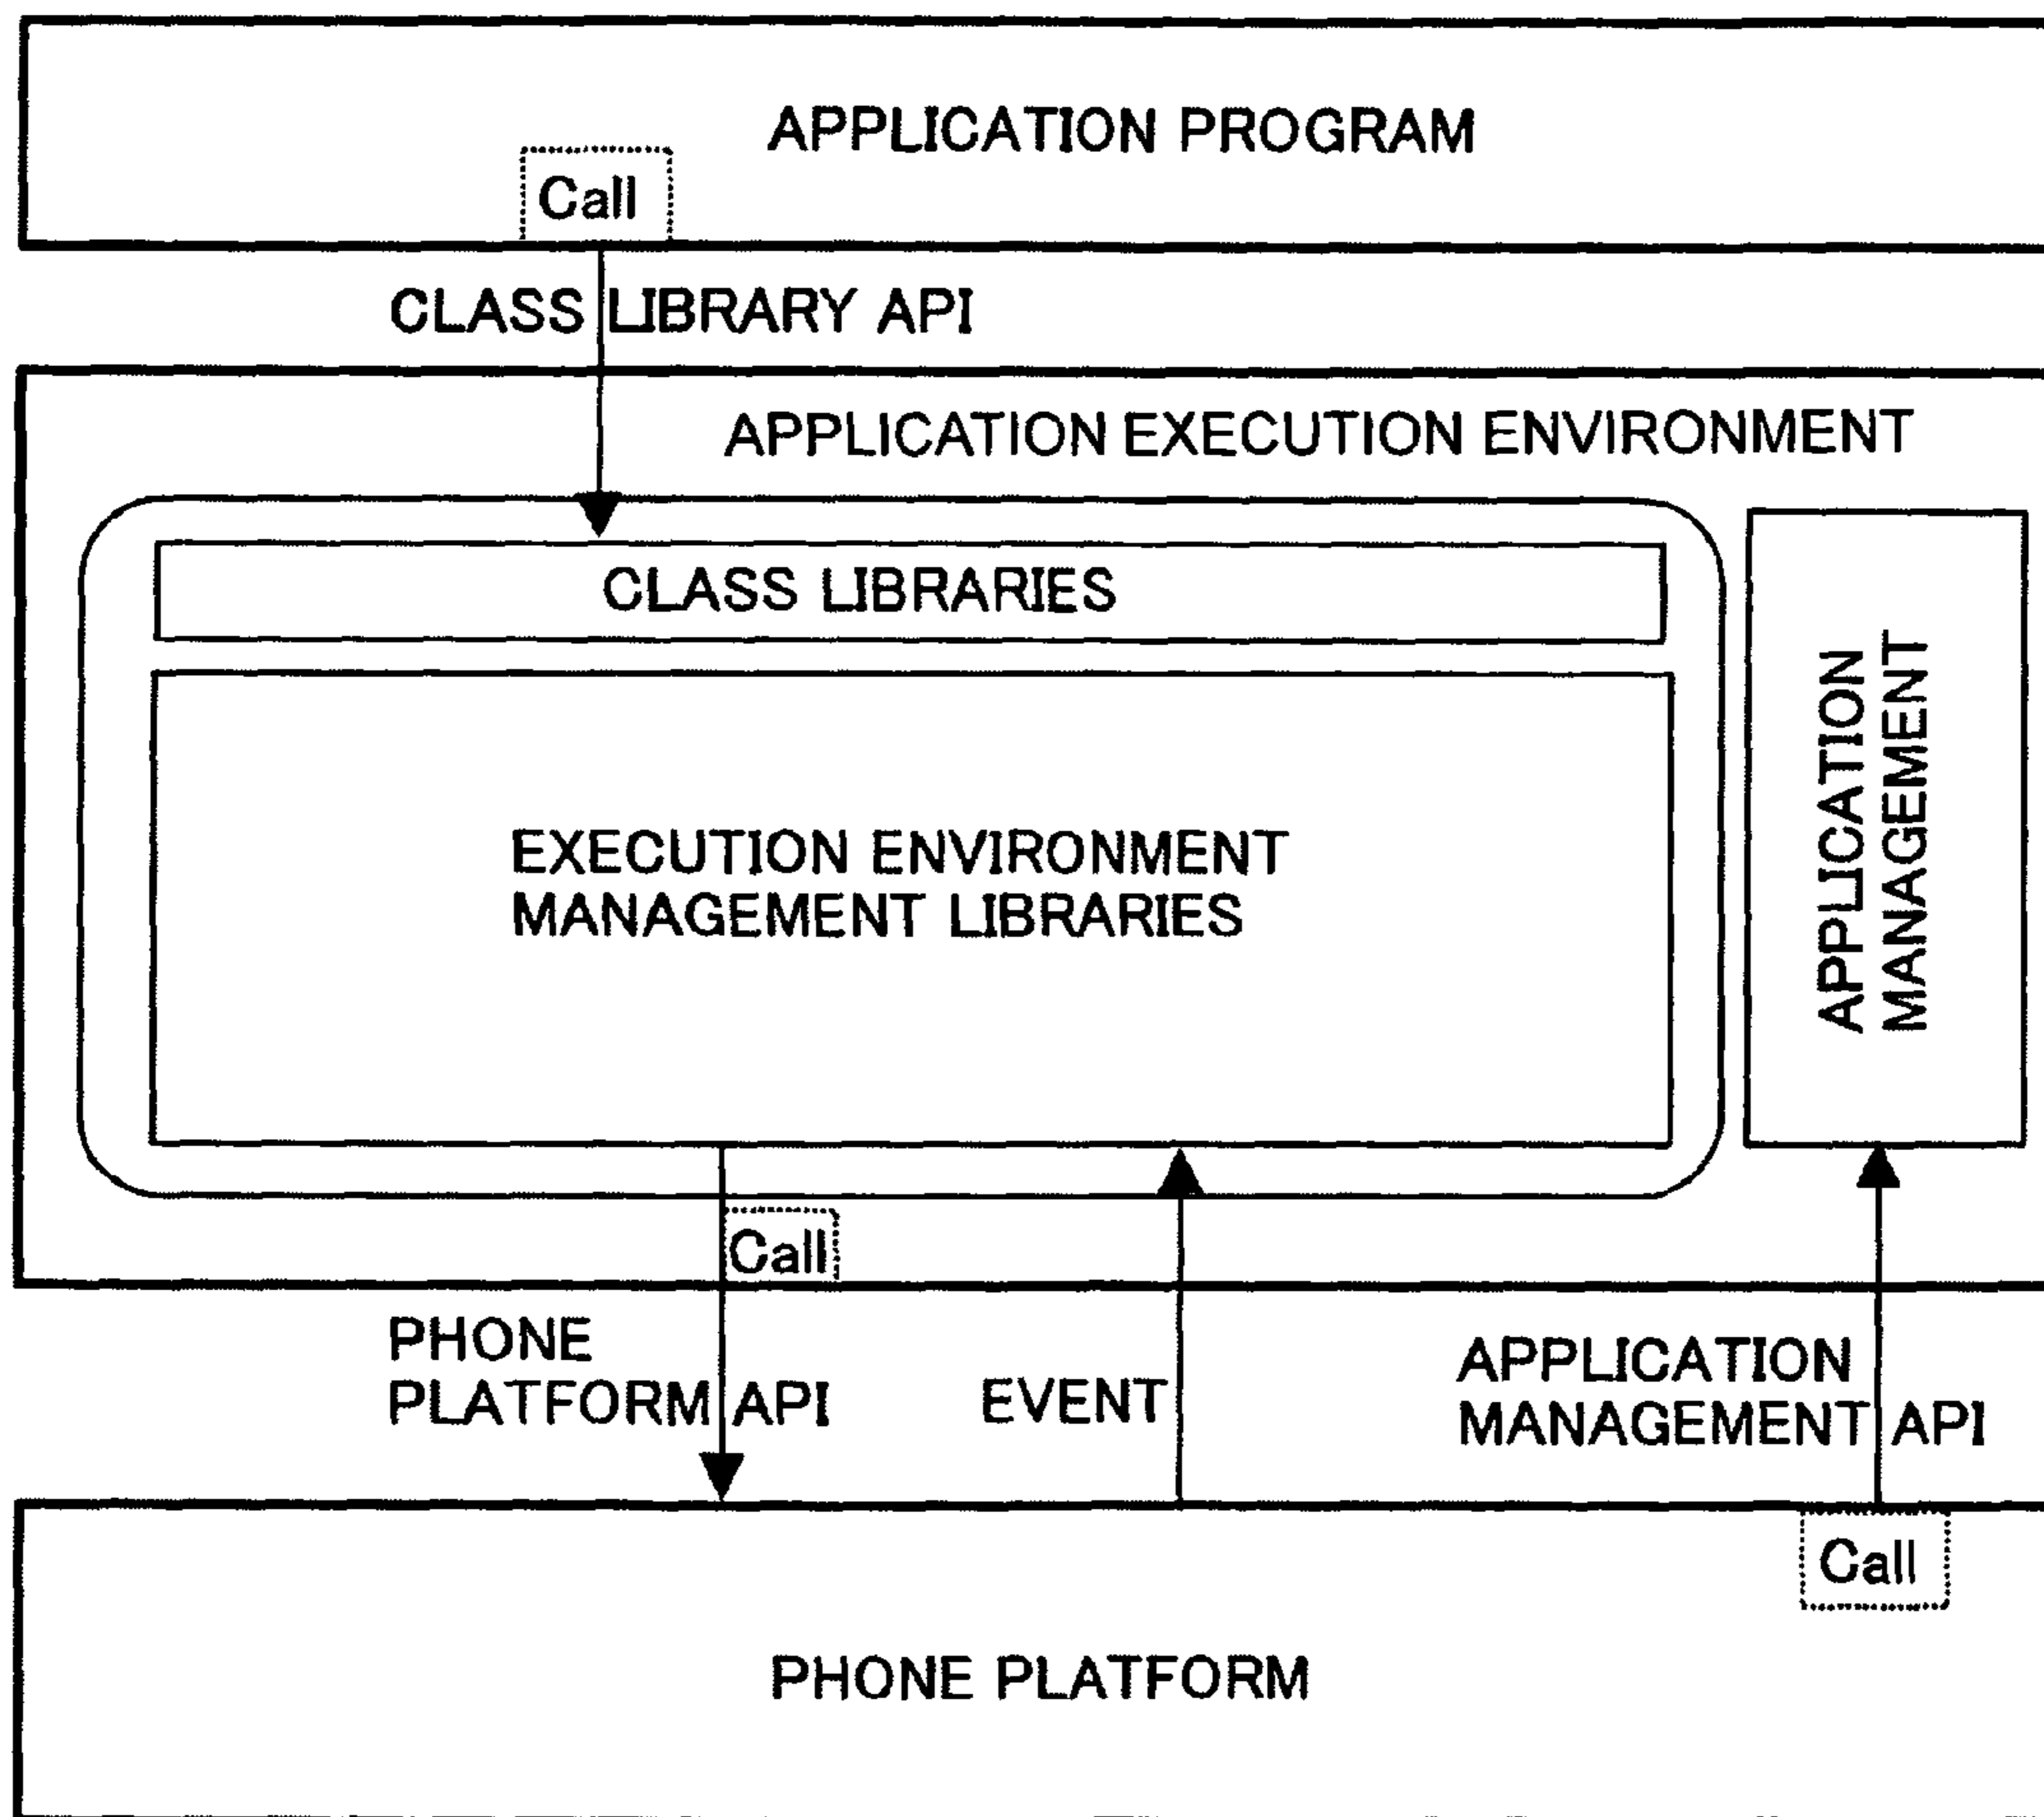 APPLICATION PROGRAM
Call
CLASS LIBRARY API
APPLICATION EXECUTION ENVIRONMENT
CLASS LIBRARIES
EXECUTION ENVIRONMENT
MANAGEMENT LIBRARIES
APPLICATION
MANAGEMENT
Call
PHONE
PLATFORM API
EVENT
APPLICATION
MANAGEMENT API
Call
PHONE PLATFORM